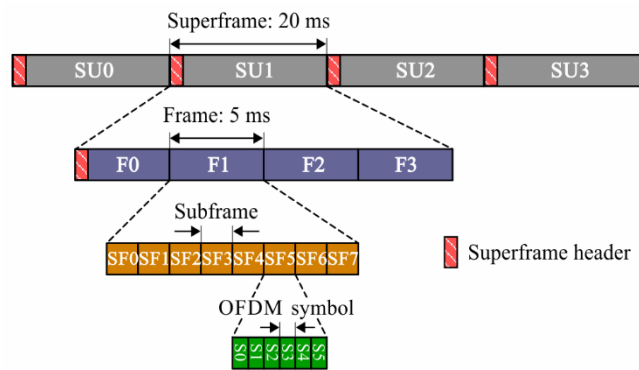 Superframe: 20 ms
SU0 SU1 SU2 SU3
Frame: 5 ms
F0 F1 F2 F3
Subframe
SF0 SF1 SF2 SF3 SF4 SF5 SF6 SF7
Superframe header
OFDM symbol
S0 S1 S2 S3 S4 S5